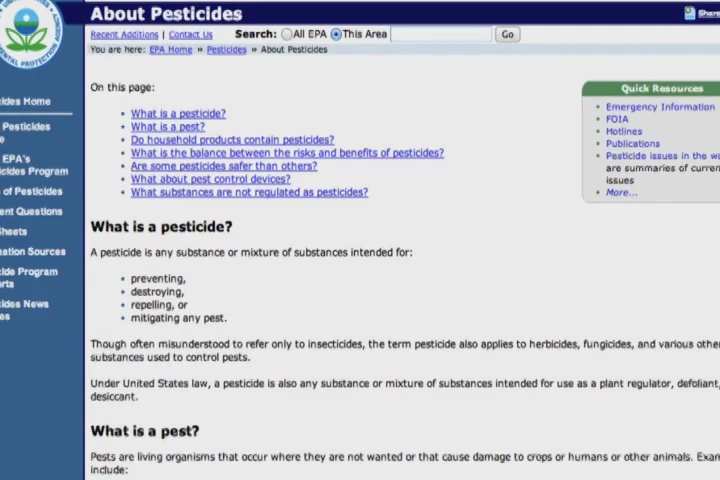 About Pesticides
Share
Recent Additions | Contact Us Search: All EPA This Area Go
You are here: EPA Home » Pesticides » About Pesticides
On this page:
What is a pesticide?
What is a pest?
Do household products contain pesticides?
What is the balance between the risks and benefits of pesticides?
Are some pesticides safer than others?
What about pest control devices?
What substances are not regulated as pesticides?
Quick Resources
Emergency Information
FOIA
Hotlines
Publications
Pesticide issues in the
are summaries of curren
issues
More...
cides Home
Pesticides
EPA's
icides Program
of Pesticides
ent Questions
heets
mation Sources
cide Program
rts
cides News
es
What is a pesticide?
A pesticide is any substance or mixture of substances intended for:
preventing,
destroying,
repelling, or
mitigating any pest.
Though often misunderstood to refer only to insecticides, the term pesticide also applies to herbicides, fungicides, and various othe
substances used to control pests.
Under United States law, a pesticide is also any substance or mixture of substances intended for use as a plant regulator, defoliant,
desiccant.
What is a pest?
Pests are living organisms that occur where they are not wanted or that cause damage to crops or humans or other animals. Exam
include: